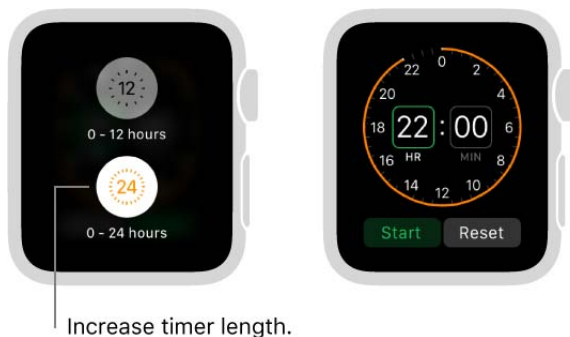 12
0 - 12 hours
24
0 - 24 hours
Increase timer length.
0
2
4
6
8
10
12
14
16
18
20
22
22 : 00
HR MIN
Start Reset